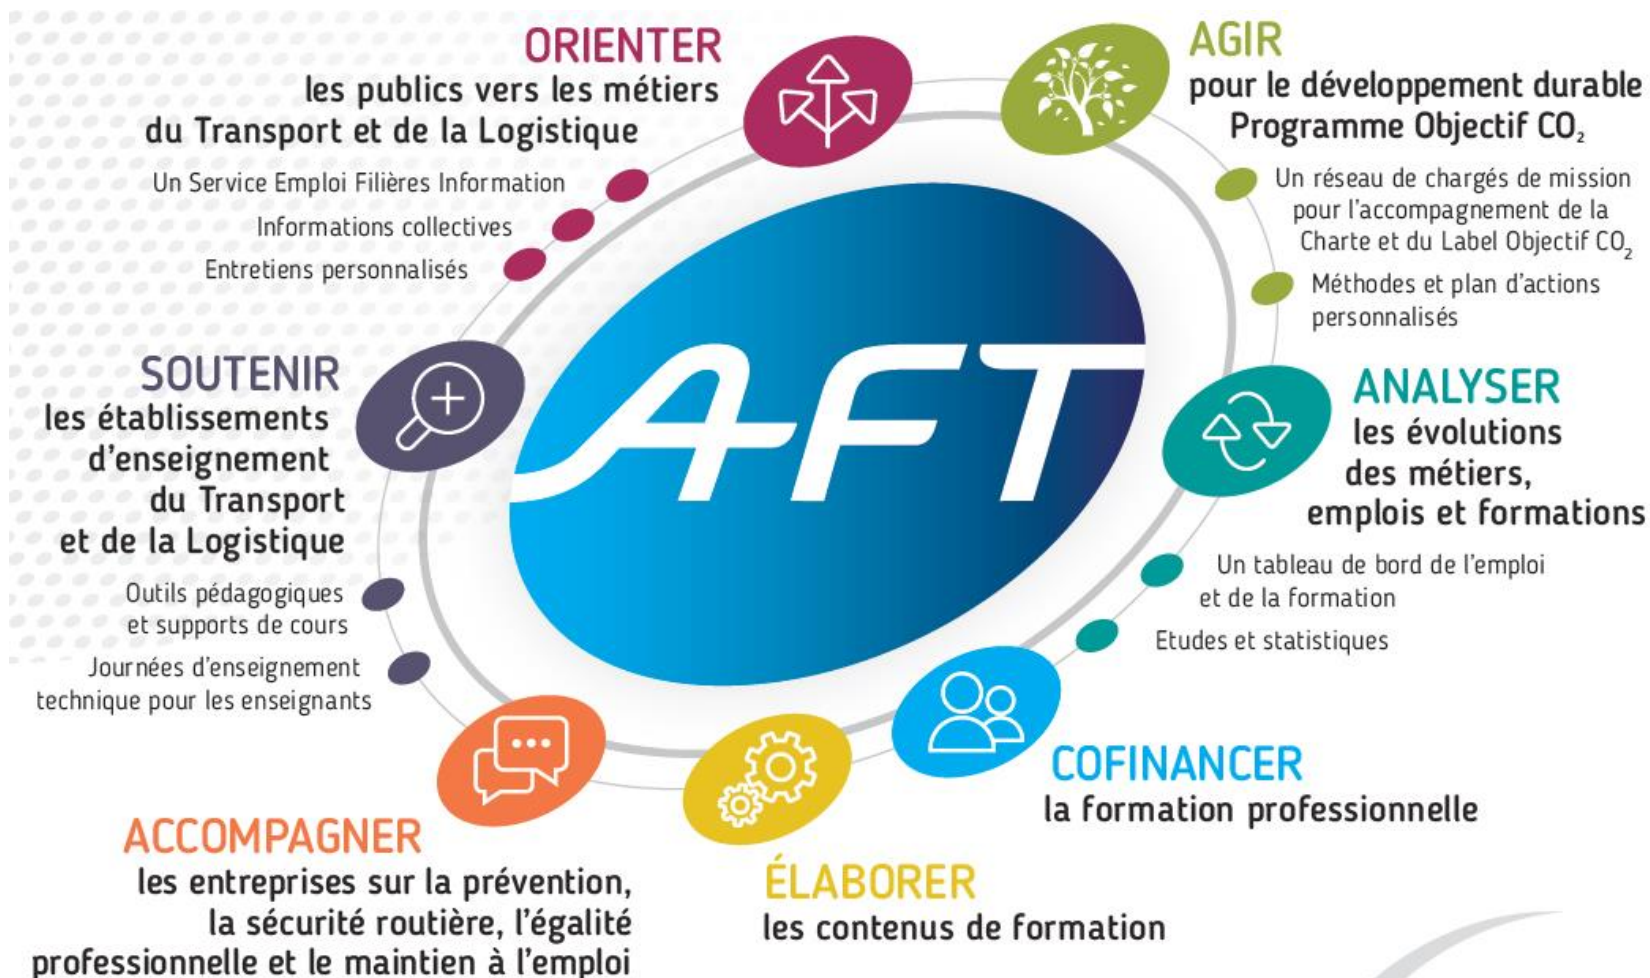 ORIENTER
les publics vers les métiers
du Transport et de la Logistique
Un Service Emploi Filières Information
Informations collectives
Entretiens personnalisés
AGIR
pour le développement durable
Programme Objectif CO₂
Un réseau de chargés de mission
pour l'accompagnement de la
Charte et du Label Objectif CO₂
Méthodes et plan d'actions
personnalisés
SOUTENIR
les établissements
d'enseignement
du Transport
et de la Logistique
Outils pédagogiques
et supports de cours
Journées d'enseignement
technique pour les enseignants
AFT
ANALYSER
les évolutions
des métiers,
emplois et formations
Un tableau de bord de l'emploi
et de la formation
Etudes et statistiques
COFINANCER
la formation professionnelle
ACCOMPAGNER
les entreprises sur la prévention,
la sécurité routière, l'égalité
professionnelle et le maintien à l'emploi
ÉLABORER
les contenus de formation